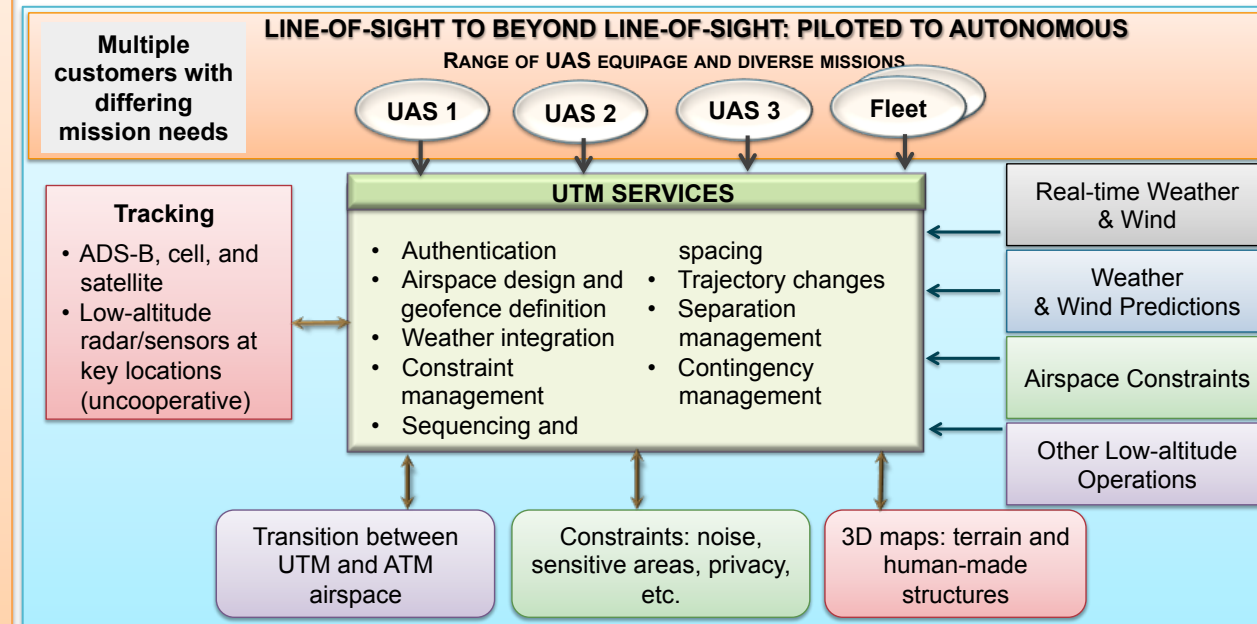 LINE-OF-SIGHT TO BEYOND LINE-OF-SIGHT: PILOTED TO AUTONOMOUS
RANGE OF UAS EQUIPAGE AND DIVERSE MISSIONS
Multiple
customers with
differing
mission needs
UAS 1
UAS 2
UAS 3
Fleet
Tracking
• ADS-B, cell, and
satellite
• Low-altitude
radar/sensors at
key locations
(uncooperative)
UTM SERVICES
• Authentication
• Airspace design and
geofence definition
• Weather integration
• Constraint
management
• Sequencing and
spacing
• Trajectory changes
• Separation
management
• Contingency
management
Real-time Weather
& Wind
Weather
& Wind Predictions
Airspace Constraints
Other Low-altitude
Operations
Transition between
UTM and ATM
airspace
Constraints: noise,
sensitive areas, privacy,
etc.
3D maps: terrain and
human-made
structures